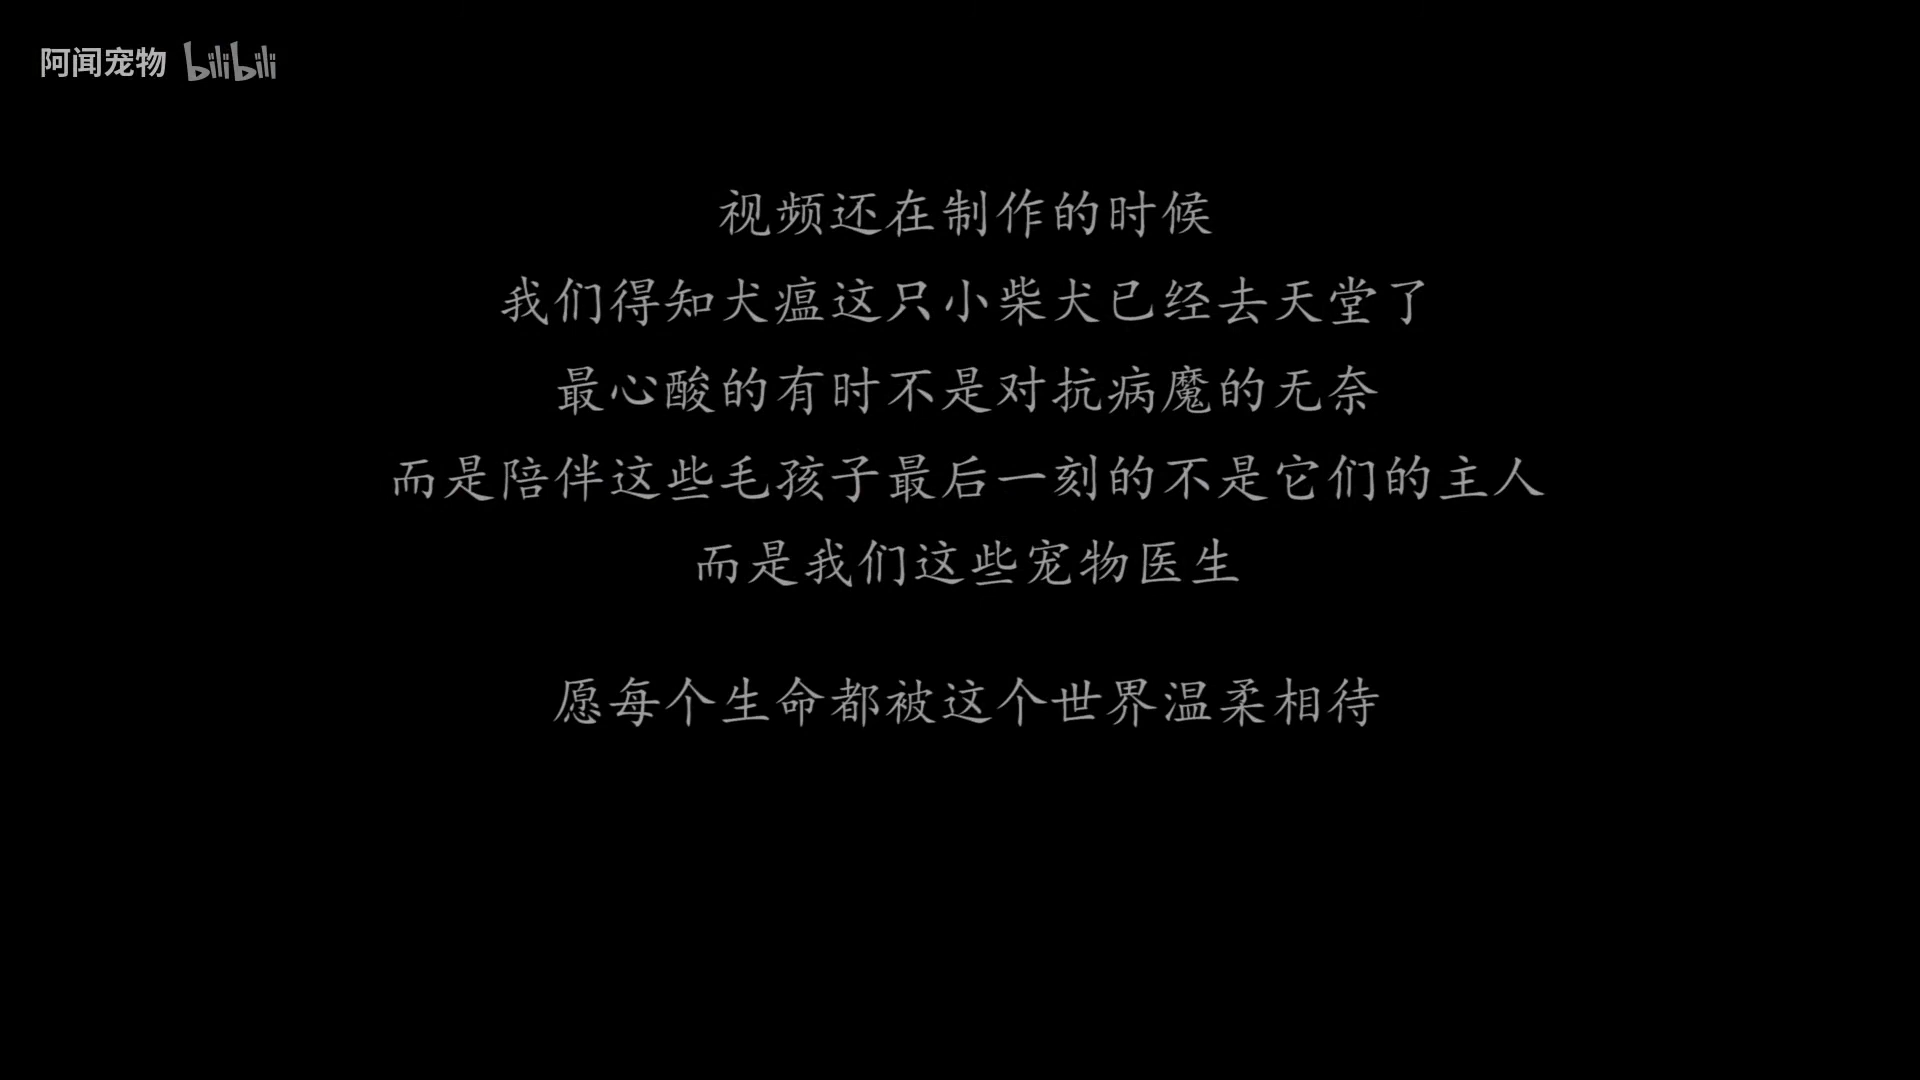 阿闻宠物 bilibili
视频还在制作的时候
我们得知犬瘟这只小柴犬已经去天堂了
最心酸的有时不是对抗病魔的无奈
而是陪伴这些毛孩子最后一刻的不是它们的主人
而是我们这些宠物医生
愿每个生命都被这个世界温柔相待